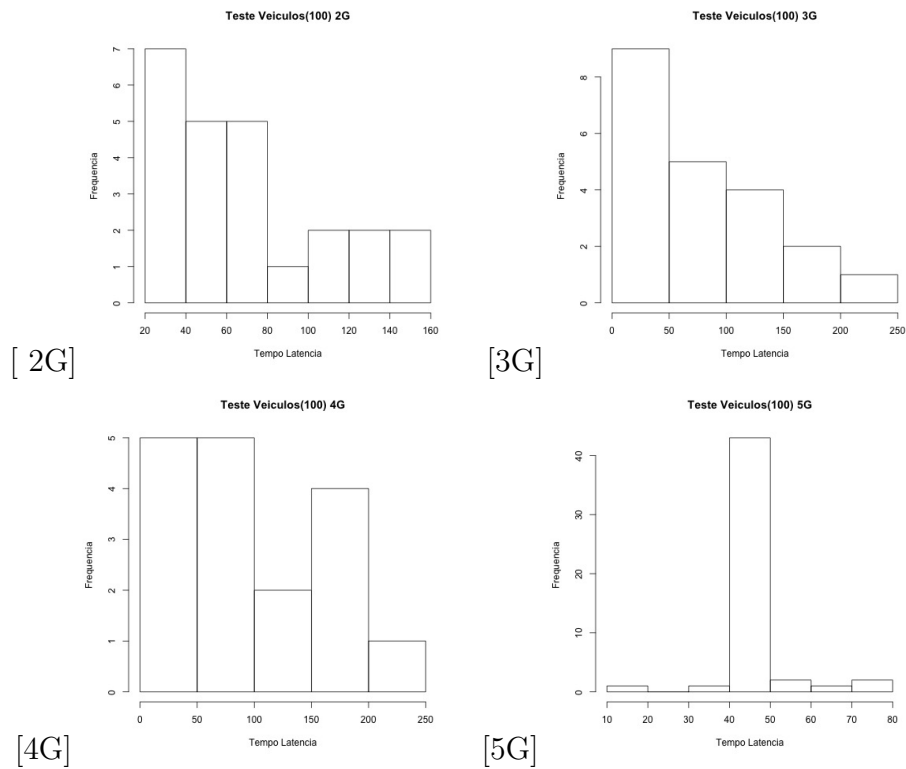 Teste Veiculos(100) 2G
Frequencia
0 1 2 3 4 5 6 7
20 40 60 80 100 120 140 160
Tempo Latencia
[ 2G]
Teste Veiculos(100) 3G
Frequencia
0 2 4 6 8
0 50 100 150 200 250
Tempo Latencia
[3G]
Teste Veiculos(100) 4G
Frequencia
0 1 2 3 4 5
0 50 100 150 200 250
Tempo Latencia
[4G]
Teste Veiculos(100) 5G
Frequencia
0 10 20 30 40
10 20 30 40 50 60 70 80
Tempo Latencia
[5G]